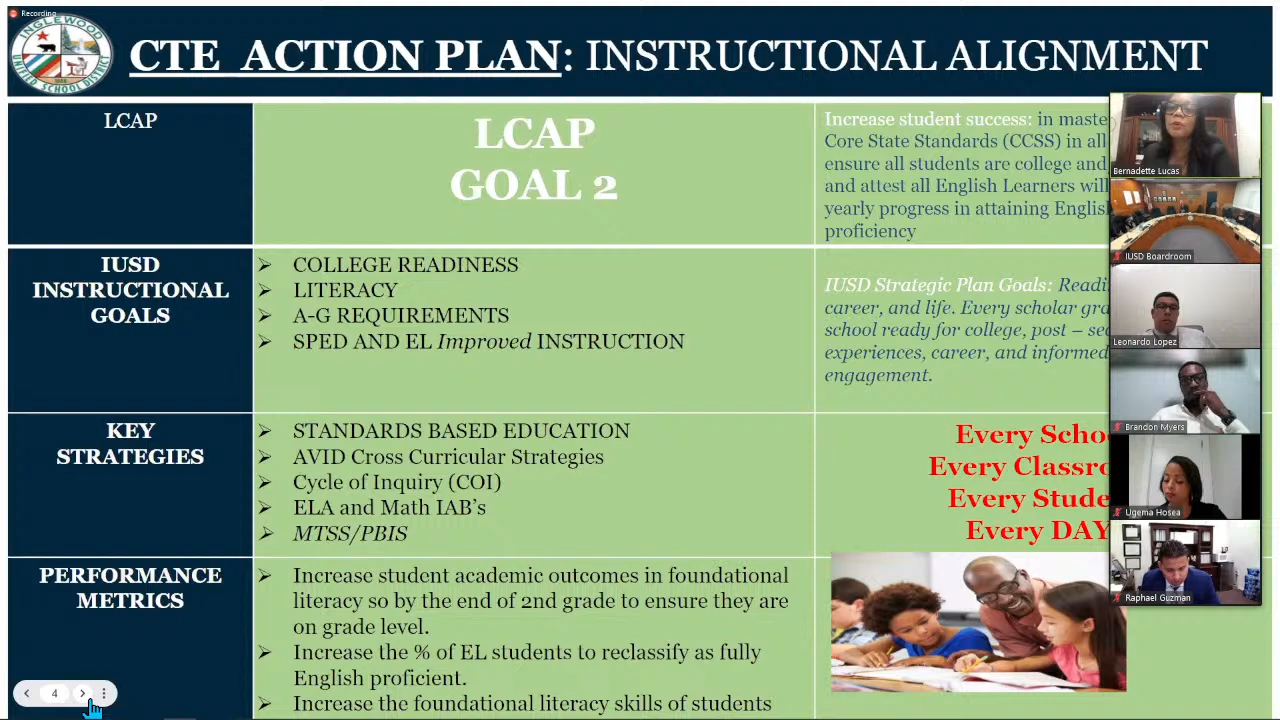 Recording
INGLEWOOD
UNIFIED SCHOOL DISTRICT
CTE ACTION PLAN: INSTRUCTIONAL ALIGNMENT
LCAP
LCAP
GOAL 2
Increase student success: in maste
Core State Standards (CCSS) in all
ensure all students are college and
and attest all English Learners will
yearly progress in attaining English
proficiency
IUSD
INSTRUCTIONAL
GOALS
➢ COLLEGE READINESS
➢ LITERACY
➢ A-G REQUIREMENTS
➢ SPED AND EL Improved INSTRUCTION
IUSD Strategic Plan Goals: Readi
career, and life. Every scholar gra
school ready for college, post – se
experiences, career, and informed
engagement.
KEY
STRATEGIES
➢ STANDARDS BASED EDUCATION
➢ AVID Cross Curricular Strategies
➢ Cycle of Inquiry (COI)
➢ ELA and Math IAB's
➢ MTSS/PBIS
Every Schoo
Every Classro
Every Stude
Every DAY
PERFORMANCE
METRICS
➢ Increase student academic outcomes in foundational
literacy so by the end of 2nd grade to ensure they are
on grade level.
➢ Increase the % of EL students to reclassify as fully
English proficient.
➢ Increase the foundational literacy skills of students
Bernadette Lucas
IUSD Boardroom
Leonardo Lopez
Brandon Myers
Ugema Hosea
Raphael Guzman
4